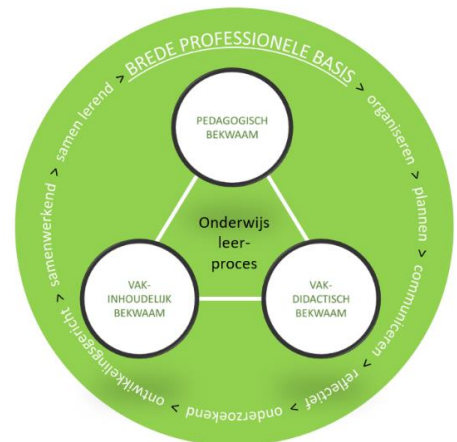 BREDE PROFESSIONELE BASIS > organiseren > plannen > communiceren > reflectief > onderzoekend > ontwikkelingsgericht > samenwerkend > samen lerend >
PEDAGOGISCH
BEKWAAM
Onderwijs
leer-
proces
VAK-
INHOUDELIJK
BEKWAAM
VAK-
DIDACTISCH
BEKWAAM